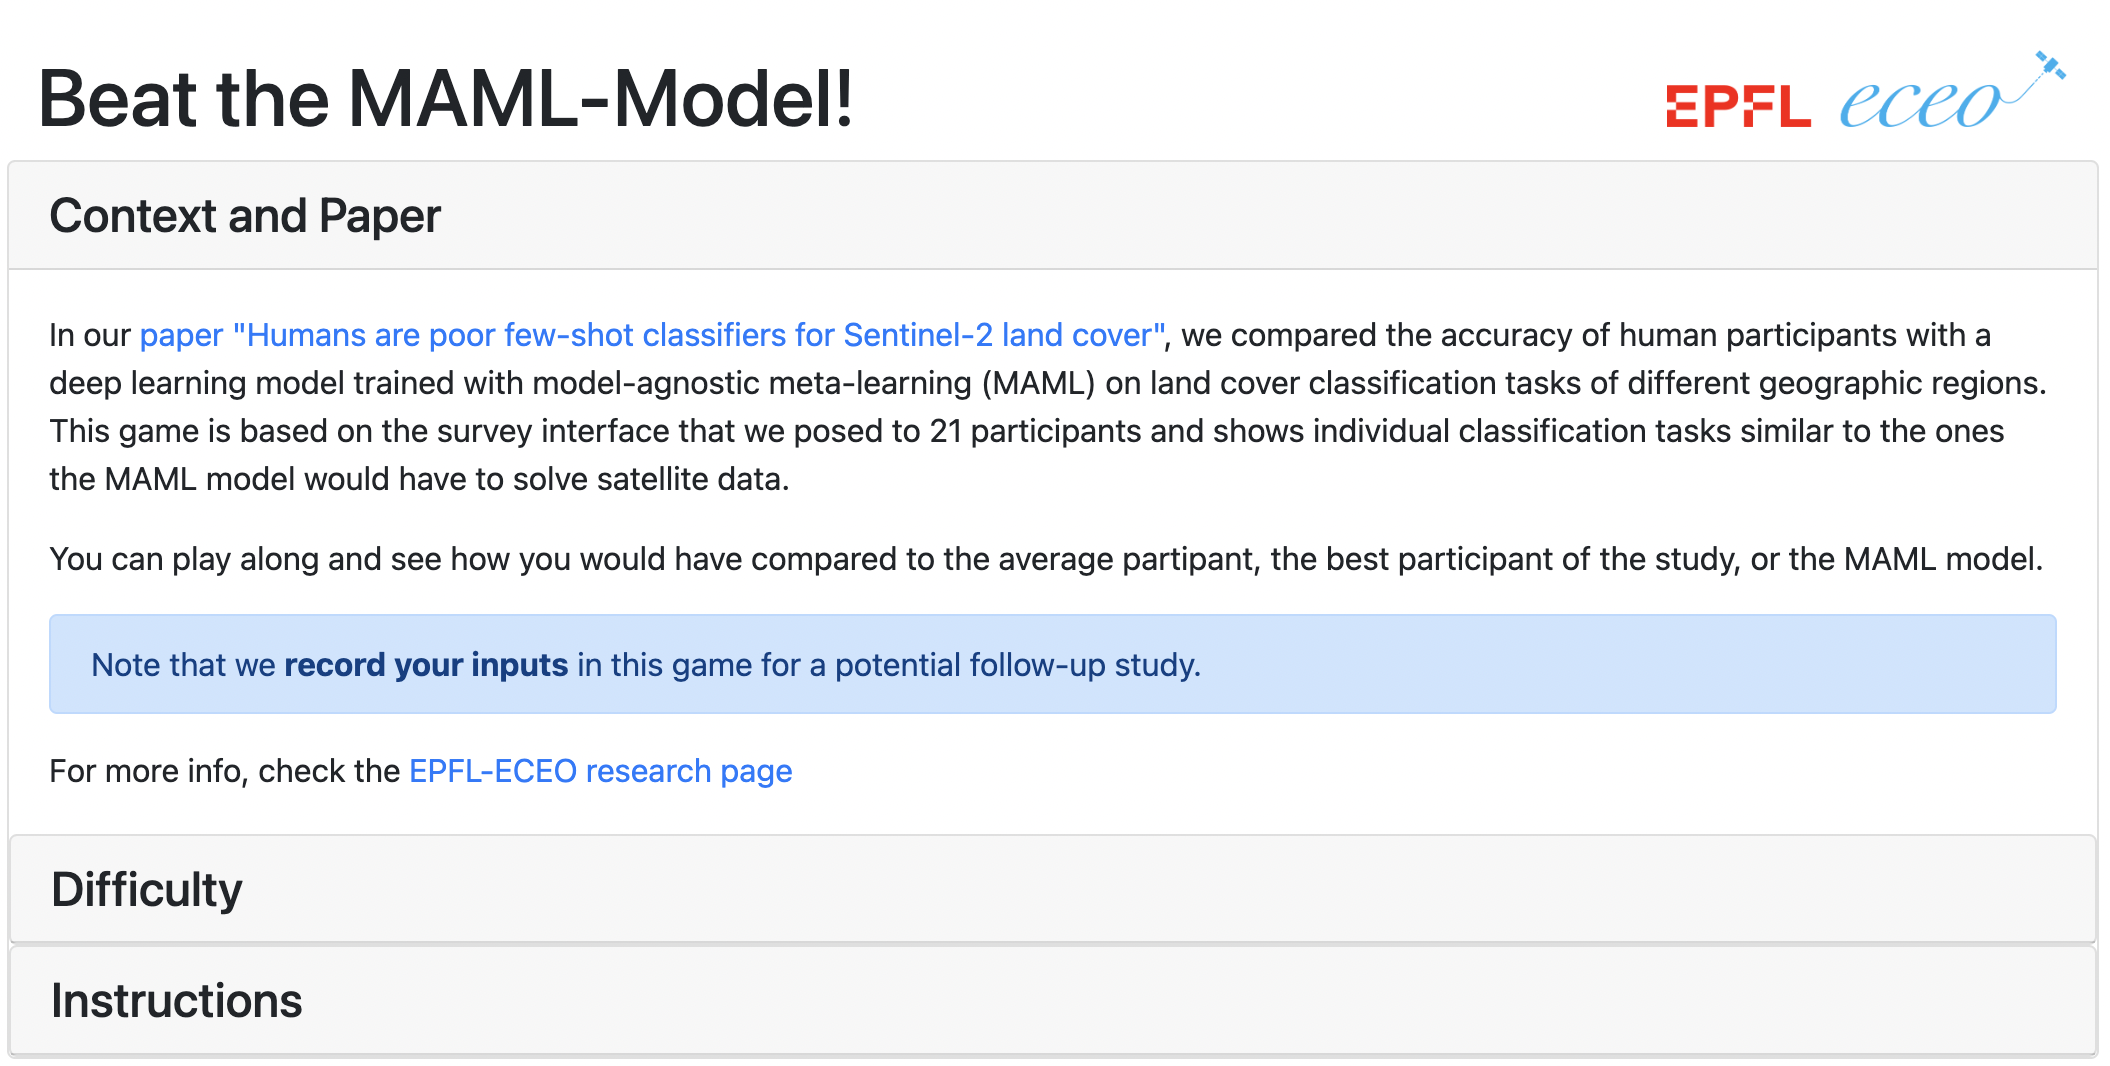 Beat the MAML-Model!
EPFL eceo
Context and Paper
In our paper "Humans are poor few-shot classifiers for Sentinel-2 land cover", we compared the accuracy of human participants with a
deep learning model trained with model-agnostic meta-learning (MAML) on land cover classification tasks of different geographic regions.
This game is based on the survey interface that we posed to 21 participants and shows individual classification tasks similar to the ones
the MAML model would have to solve satellite data.
You can play along and see how you would have compared to the average partipant, the best participant of the study, or the MAML model.
Note that we record your inputs in this game for a potential follow-up study.
For more info, check the EPFL-ECEO research page
Difficulty
Instructions